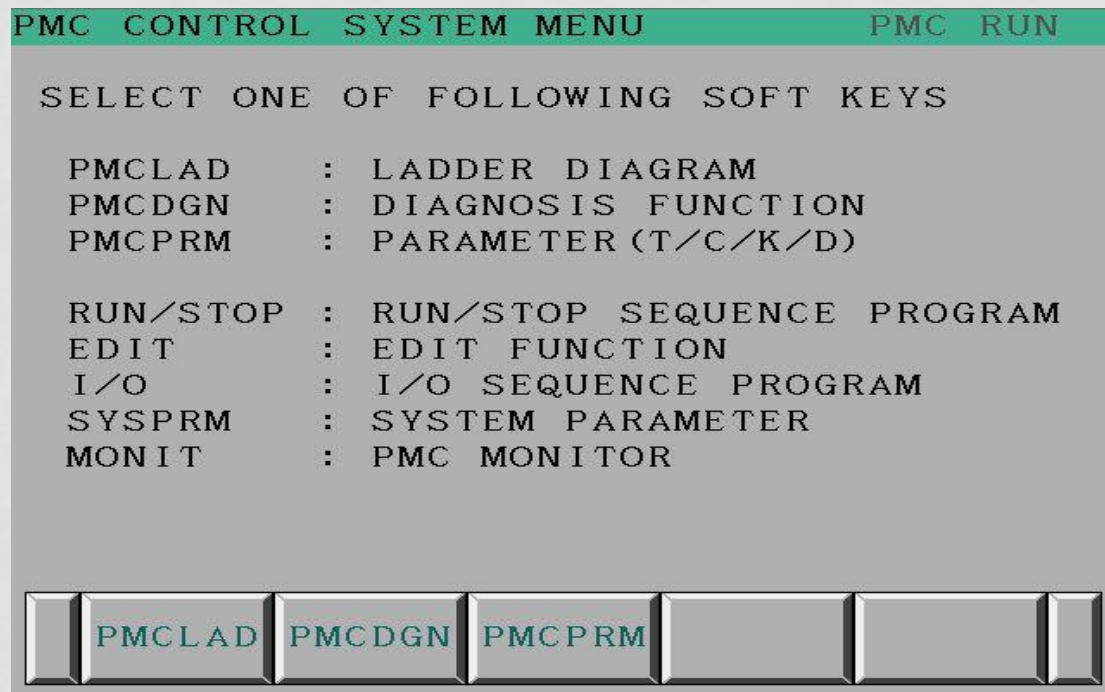 PMC CONTROL SYSTEM MENU PMC RUN
SELECT ONE OF FOLLOWING SOFT KEYS
PMCLAD : LADDER DIAGRAM
PMCDGN : DIAGNOSIS FUNCTION
PMCPRM : PARAMETER(T/C/K/D)
RUN/STOP : RUN/STOP SEQUENCE PROGRAM
EDIT : EDIT FUNCTION
I/O : I/O SEQUENCE PROGRAM
SYSPRM : SYSTEM PARAMETER
MONIT : PMC MONITOR
PMCLAD PMCDGN PMCPRM